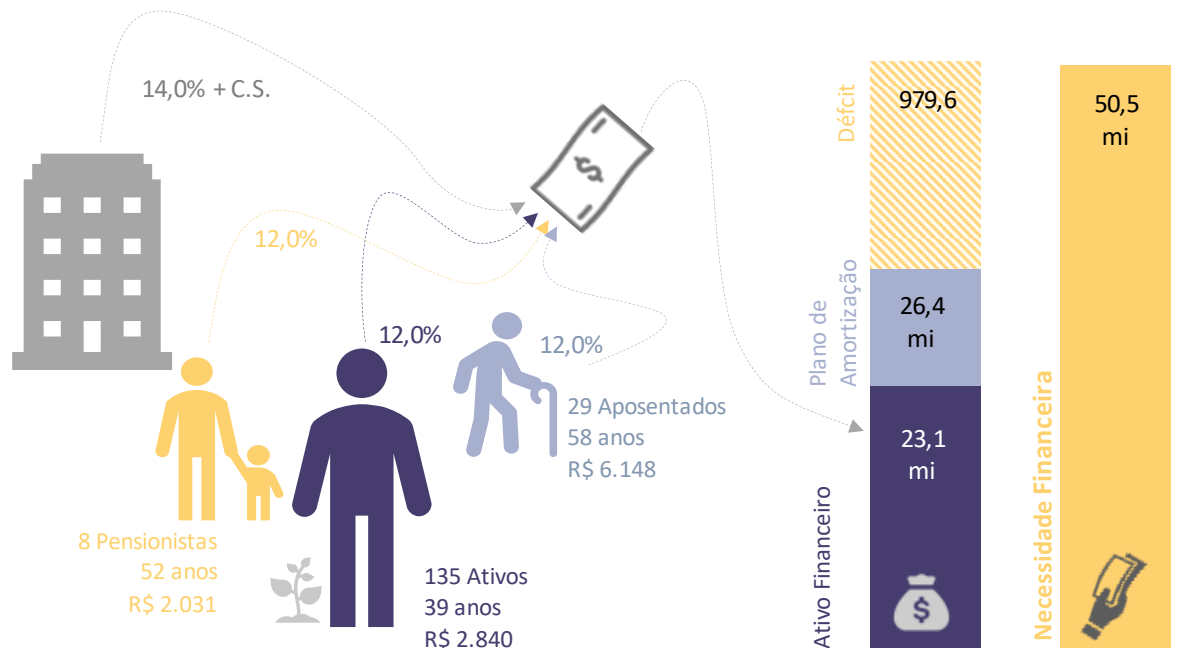 14,0% + C.S.
12,0%
12,0%
12,0%
8 Pensionistas
52 anos
R$ 2.031
135 Ativos
39 anos
R$ 2.840
29 Aposentados
58 anos
R$ 6.148
Défcit
979,6
Plano de
Amortização
26,4
mi
Ativo Financeiro
23,1
mi
$
$
Necessidade Financeira
50,5
mi